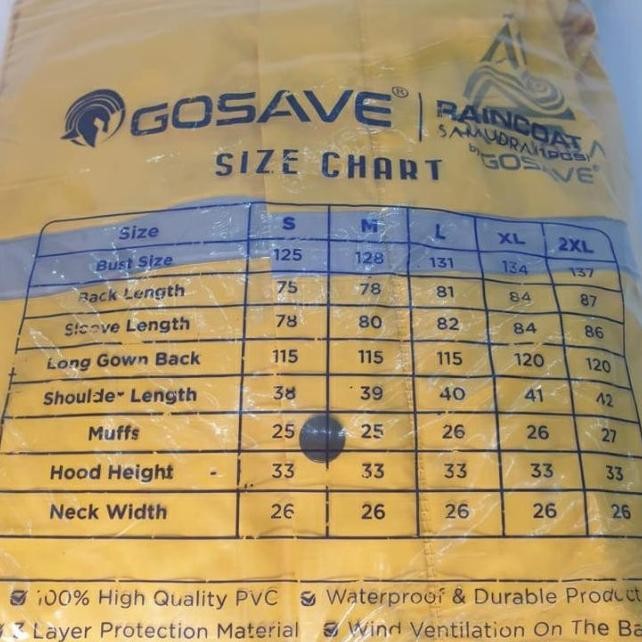 GOSAVE® | RAINCOAT
by GOSAVE®
SIZE CHART
Size S M L XL 2XL
Bust Size 125 128 131 134 137
Back Length 75 78 81 84 87
Sleeve Length 78 80 82 84 86
Long Gown Back 115 115 115 120 120
Shoulder Length 38 39 40 41 42
Muffs 25 25 26 26 27
Hood Height 33 33 33 33 33
Neck Width 26 26 26 26 26
100% High Quality PVC Waterproof & Durable Product
3 Layer Protection Material Wind Ventilation On The Ba